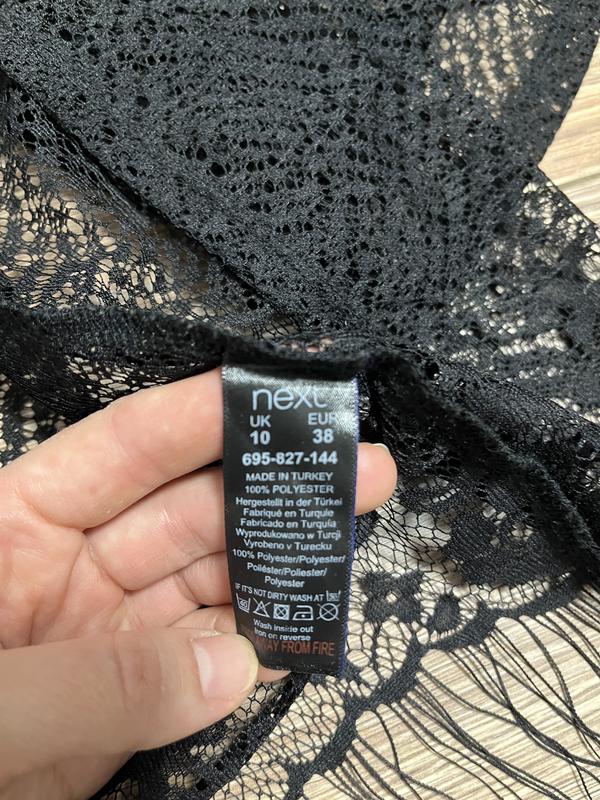 next
UK EUR
10 38
695-827-144
MADE IN TURKEY
100% POLYESTER
Hergestellt in der Türkei
Fabriqué en Turquie
Fabricado en Turquía
Wyprodukowano w Turcji
Vyrobeno v Turecku
100% Polyester/Polyester/
Poliéster/Poliester/
Polyester
IF IT'S NOT DIRTY WASH AT
40
Wash inside out
Iron on reverse
AWAY FROM FIRE